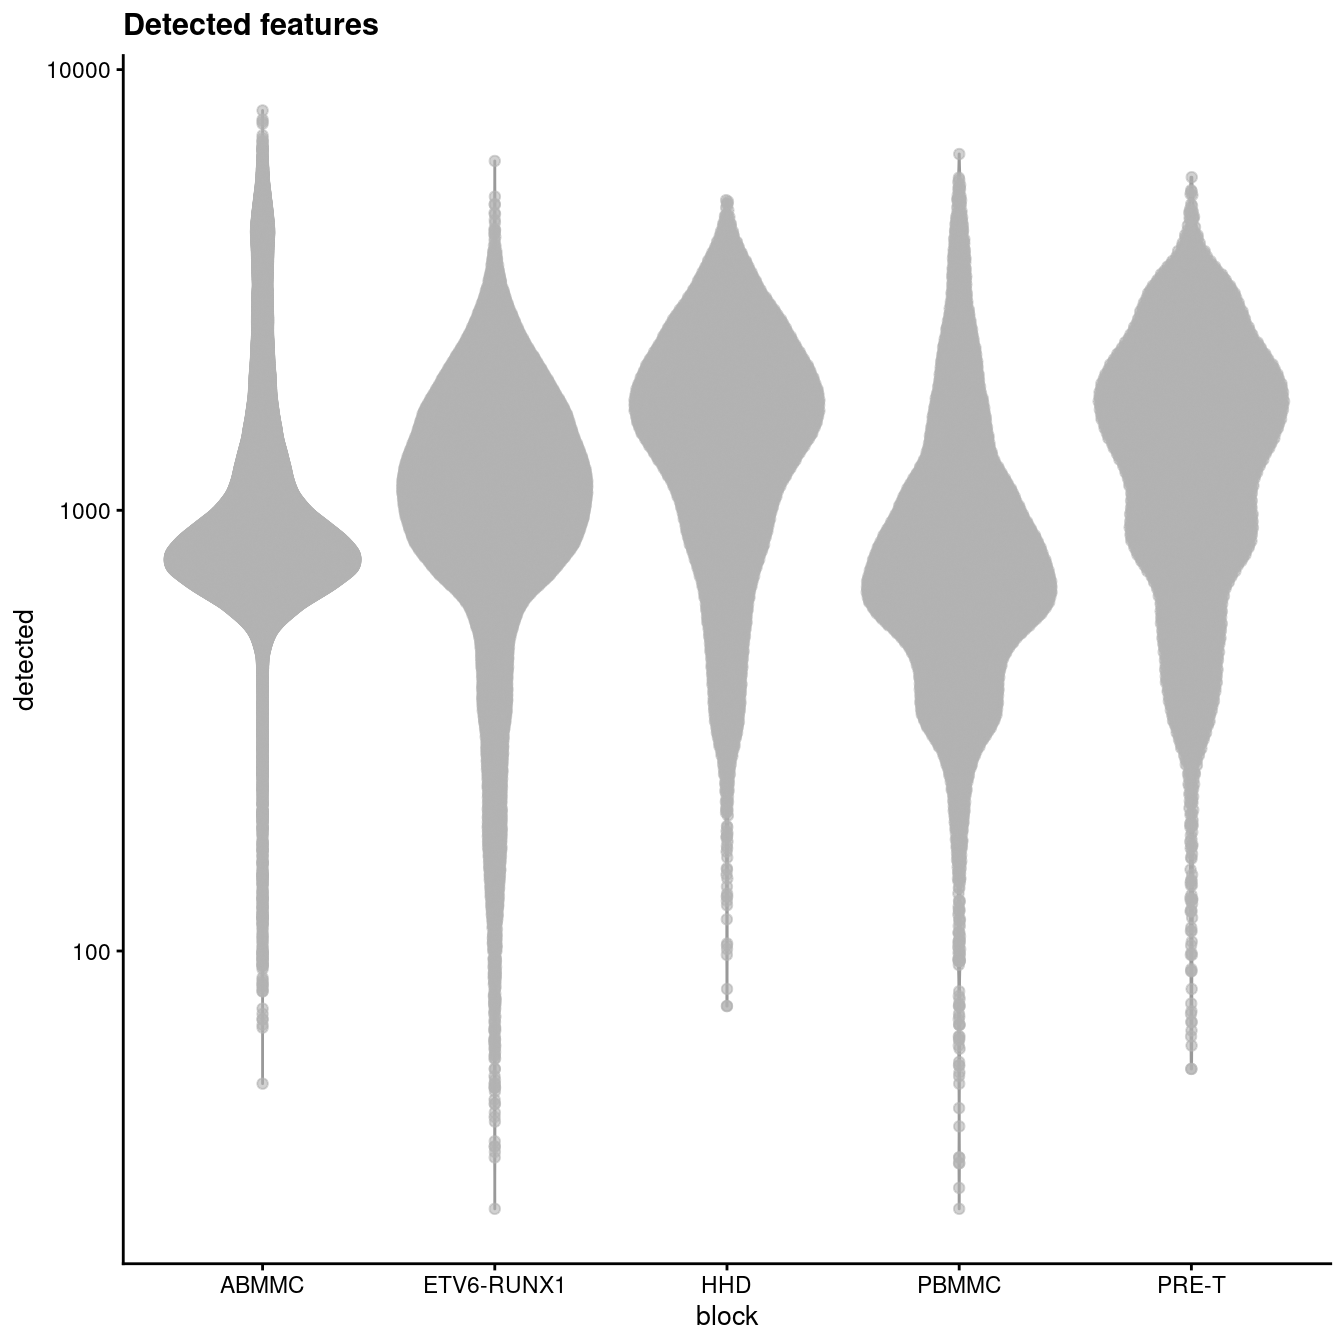 Detected features
10000
1000
100
detected
ABMMC ETV6-RUNX1 HHD PBMMC PRE-T
block